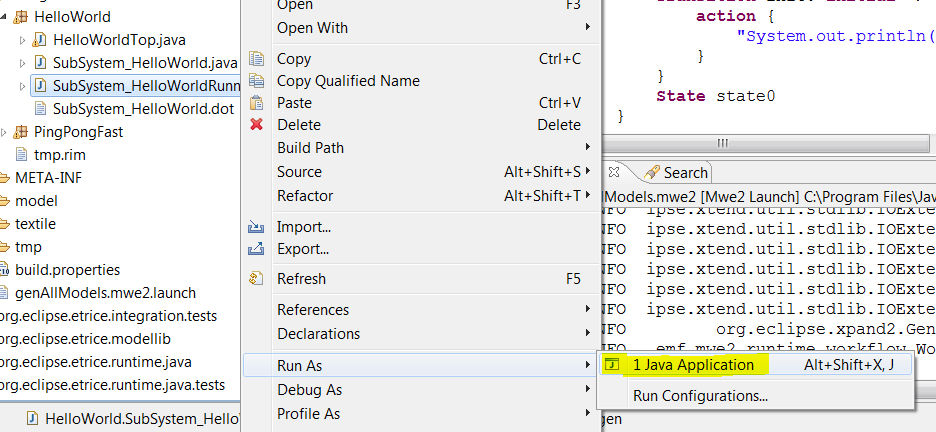 HelloWorld
HelloWorldTop.java
SubSystem_HelloWorld.java
SubSystem_HelloWorldRunn
SubSystem_HelloWorld.dot
PingPongFast
tmp.rim
META-INF
model
textile
tmp
build.properties
genAllModels.mwe2.launch
org.eclipse.etrice.integration.tests
org.eclipse.etrice.modellib
org.eclipse.etrice.runtime.java
org.eclipse.etrice.runtime.java.tests
HelloWorld.SubSystem_Hello
Open F3
Open With
Copy Ctrl+C
Copy Qualified Name
Paste Ctrl+V
Delete Delete
Build Path
Source Alt+Shift+S
Refactor Alt+Shift+T
Import...
Export...
Refresh F5
References
Declarations
Run As
Debug As
Profile As
1 Java Application Alt+Shift+X, J
Run Configurations...
action {
"System.out.println(
}
}
State state0
}
Search
lModels.mwe2 [Mwe2 Launch] C:\Program Files\Jav
NFO ipse.xtend.util.stdlib.IOExte
NFO ipse.xtend.util.stdlib.IOExte
NFO ipse.xtend.util.stdlib.IOExte
NFO ipse.xtend.util.stdlib.IOExte
NFO ipse.xtend.util.stdlib.IOExte
NFO org.eclipse.xpand2.Gen
NFO .emf.mwe2.runtime.workflow.Wo
gen